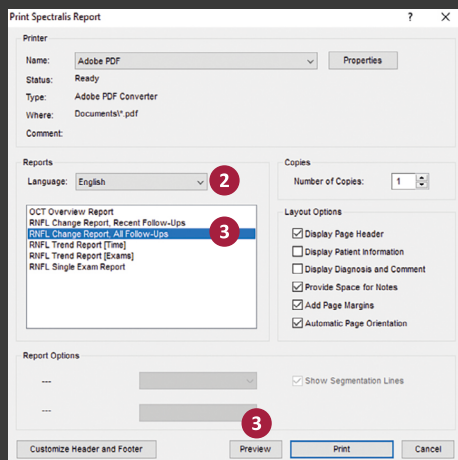 Print Spectralis Report ? X
Printer
Name: Adobe PDF Properties
Status: Ready
Type: Adobe PDF Converter
Where: Documents\*.pdf
Comment:
Reports
Language: English 2
OCT Overview Report
RNFL Change Report, Recent Follow-Ups
RNFL Change Report, All Follow-Ups 3
RNFL Trend Report [Time]
RNFL Trend Report [Exams]
RNFL Single Exam Report
Copies
Number of Copies: 1
Layout Options
Display Page Header
Display Patient Information
Display Diagnosis and Comment
Provide Space for Notes
Add Page Margins
Automatic Page Orientation
Report Options
--- Show Segmentation Lines
---
3
Customize Header and Footer Preview Print Cancel